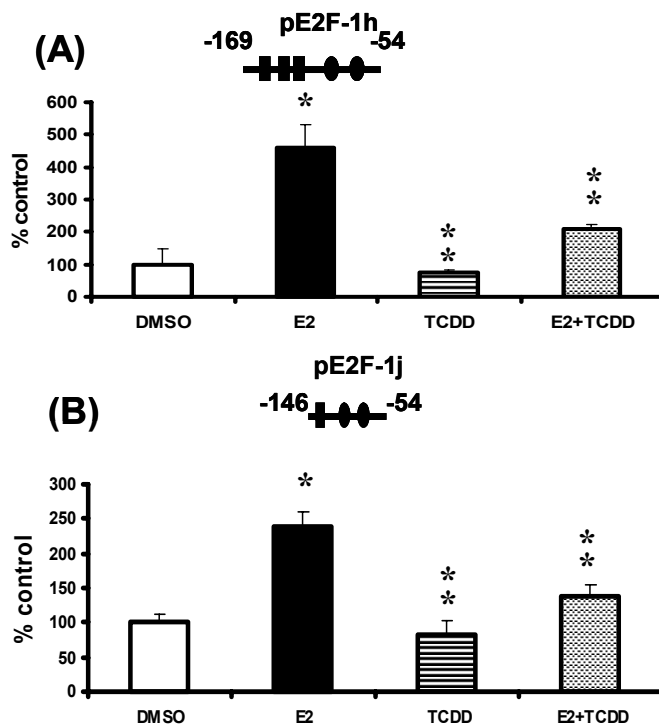 pE2F-1h
(A) -169 -54
600
500
400
300
200
100
0
% control
*
* *
* *
DMSO E2 TCDD E2+TCDD
pE2F-1j
(B) -146 -54
300
250
200
150
100
50
0
% control
*
* *
* *
DMSO E2 TCDD E2+TCDD